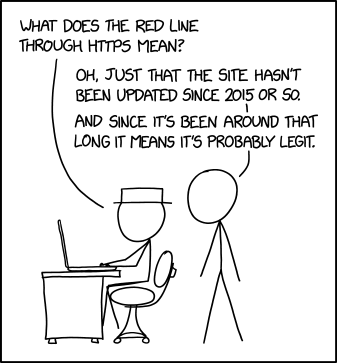 WHAT DOES THE RED LINE
THROUGH HTTPS MEAN?
OH, JUST THAT THE SITE HASN'T
BEEN UPDATED SINCE 2015 OR SO.
AND SINCE IT'S BEEN AROUND THAT
LONG IT MEANS IT'S PROBABLY LEGIT.